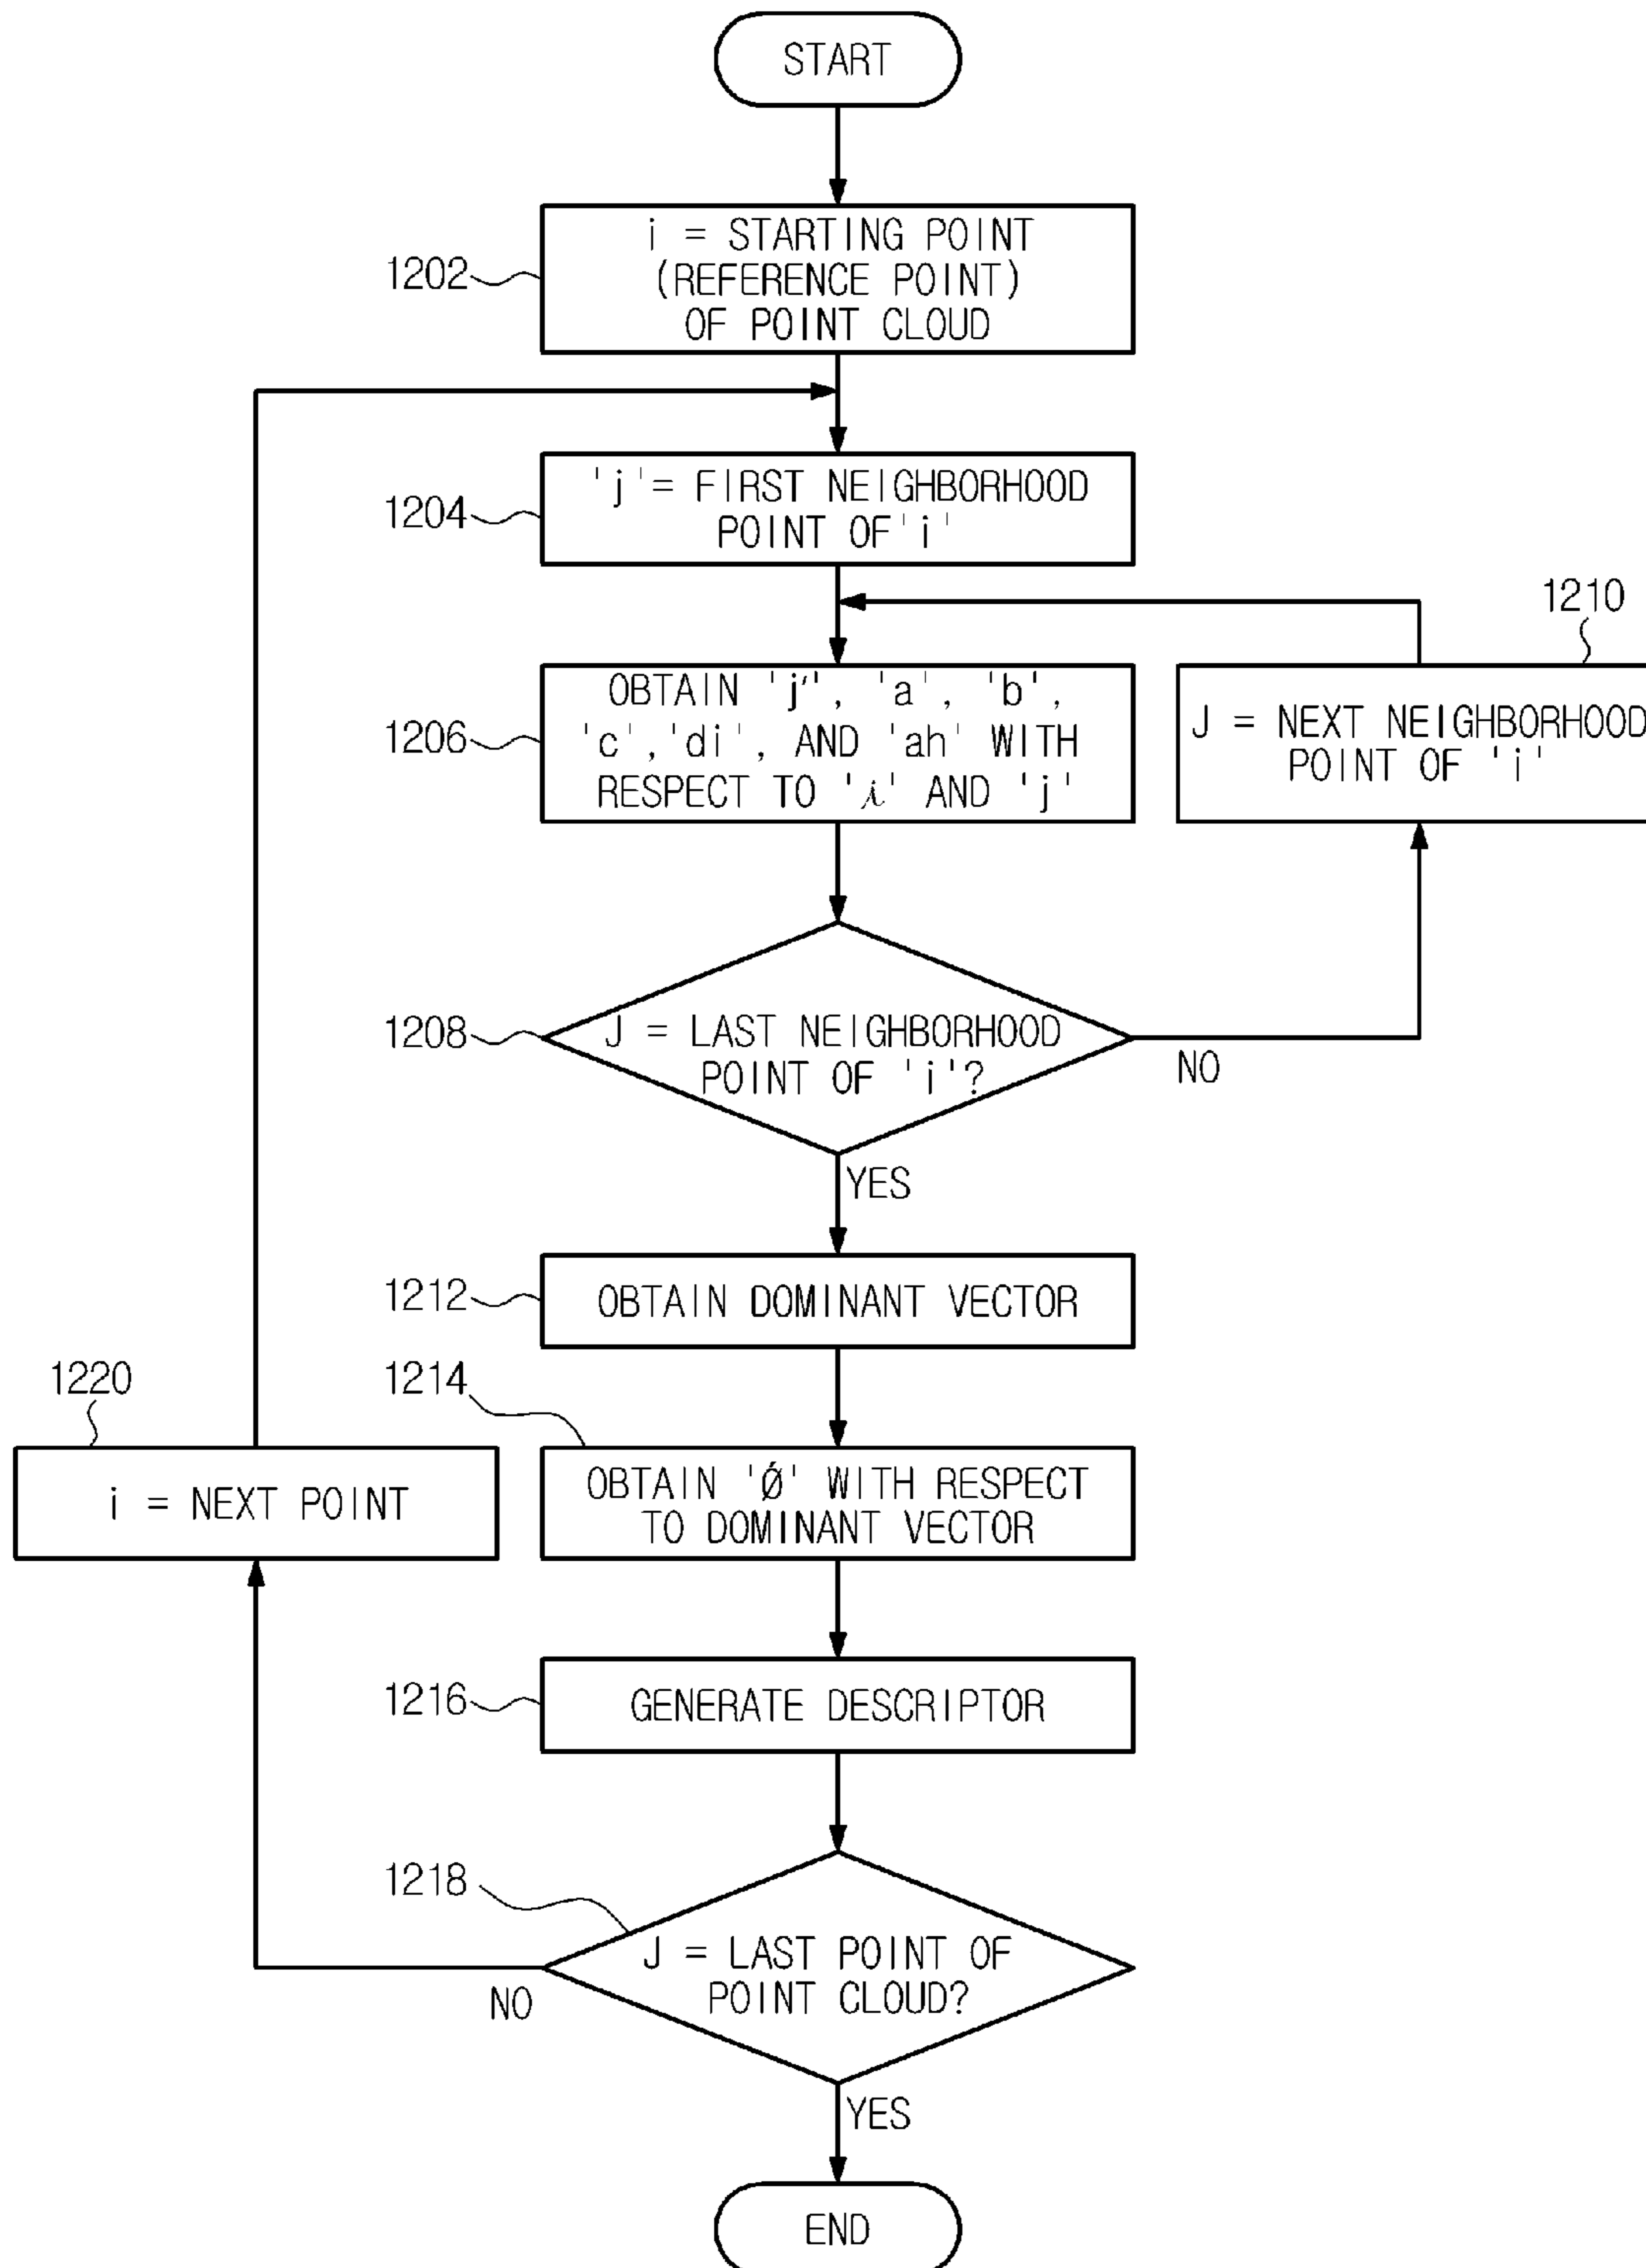 START
i = STARTING POINT
(REFERENCE POINT)
OF POINT CLOUD
1202
'j'= FIRST NEIGHBORHOOD
POINT OF'i'
1204
1210
OBTAIN 'j′', 'a', 'b',
'c','di', AND 'ah' WITH
RESPECT TO 'i' AND 'j'
1206
J = NEXT NEIGHBORHOOD
POINT OF 'i'
J = LAST NEIGHBORHOOD
POINT OF 'i'?
1208
NO
YES
1212
OBTAIN DOMINANT VECTOR
1220
1214
i = NEXT POINT
OBTAIN 'Ǿ' WITH RESPECT
TO DOMINANT VECTOR
1216
GENERATE DESCRIPTOR
1218
J = LAST POINT OF
POINT CLOUD?
NO
YES
END